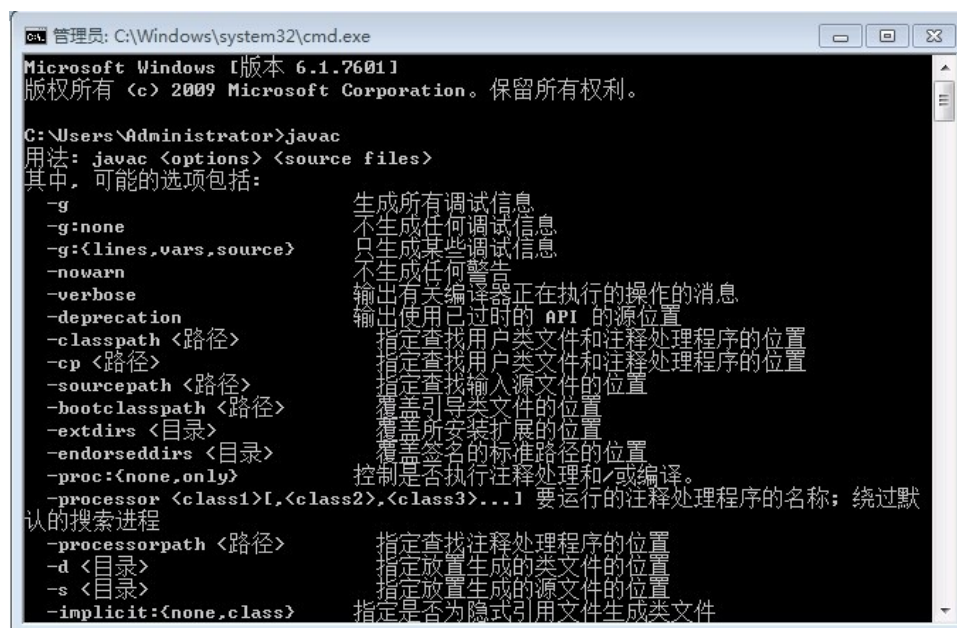 管理员: C:\Windows\system32\cmd.exe
Microsoft Windows [版本 6.1.7601]
版权所有 (c) 2009 Microsoft Corporation。保留所有权利。
C:\Users\Administrator>javac
用法: javac <options> <source files>
其中, 可能的选项包括:
-g 生成所有调试信息
-g:none 不生成任何调试信息
-g:{lines,vars,source} 只生成某些调试信息
-nowarn 不生成任何警告
-verbose 输出有关编译器正在执行的操作的消息
-deprecation 输出使用已过时的 API 的源位置
-classpath <路径> 指定查找用户类文件和注释处理程序的位置
-cp <路径> 指定查找用户类文件和注释处理程序的位置
-sourcepath <路径> 指定查找输入源文件的位置
-bootclasspath <路径> 覆盖引导类文件的位置
-extdirs <目录> 覆盖所安装扩展的位置
-endorseddirs <目录> 覆盖签名的标准路径的位置
-proc:{none,only} 控制是否执行注释处理和/或编译。
-processor <class1>[,<class2>,<class3>...] 要运行的注释处理程序的名称; 绕过默
认的搜索进程
-processorpath <路径> 指定查找注释处理程序的位置
-d <目录> 指定放置生成的类文件的位置
-s <目录> 指定放置生成的源文件的位置
-implicit:{none,class} 指定是否为隐式引用文件生成类文件